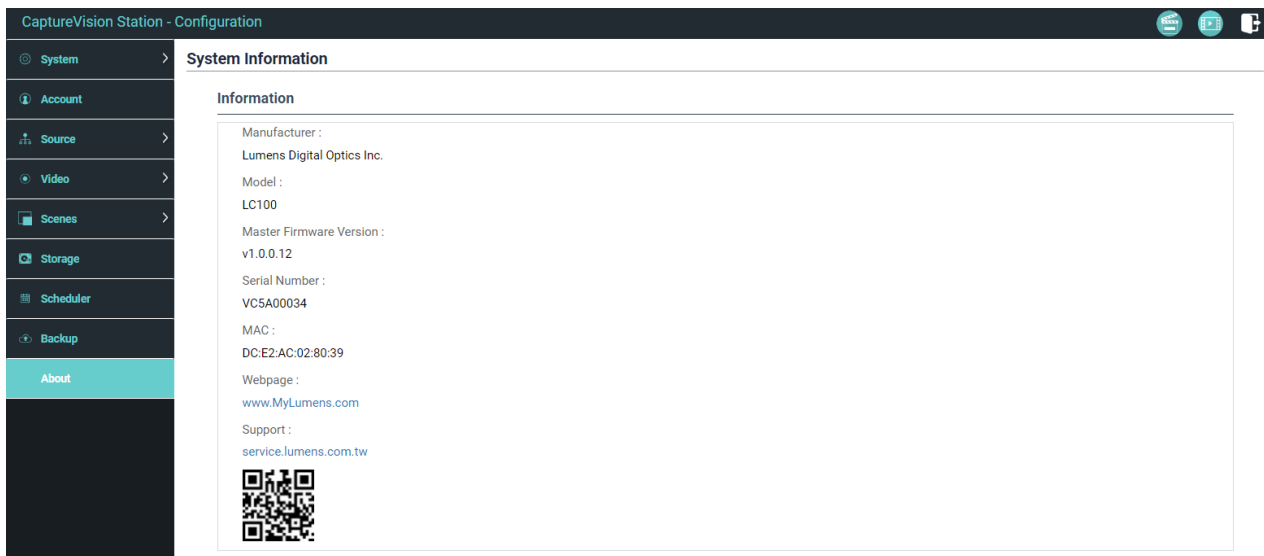 CaptureVision Station - Configuration
System
Account
Source
Video
Scenes
Storage
Scheduler
Backup
About
System Information
Information
Manufacturer :
Lumens Digital Optics Inc.
Model :
LC100
Master Firmware Version :
v1.0.0.12
Serial Number :
VC5A00034
MAC :
DC:E2:AC:02:80:39
Webpage :
www.MyLumens.com
Support :
service.lumens.com.tw